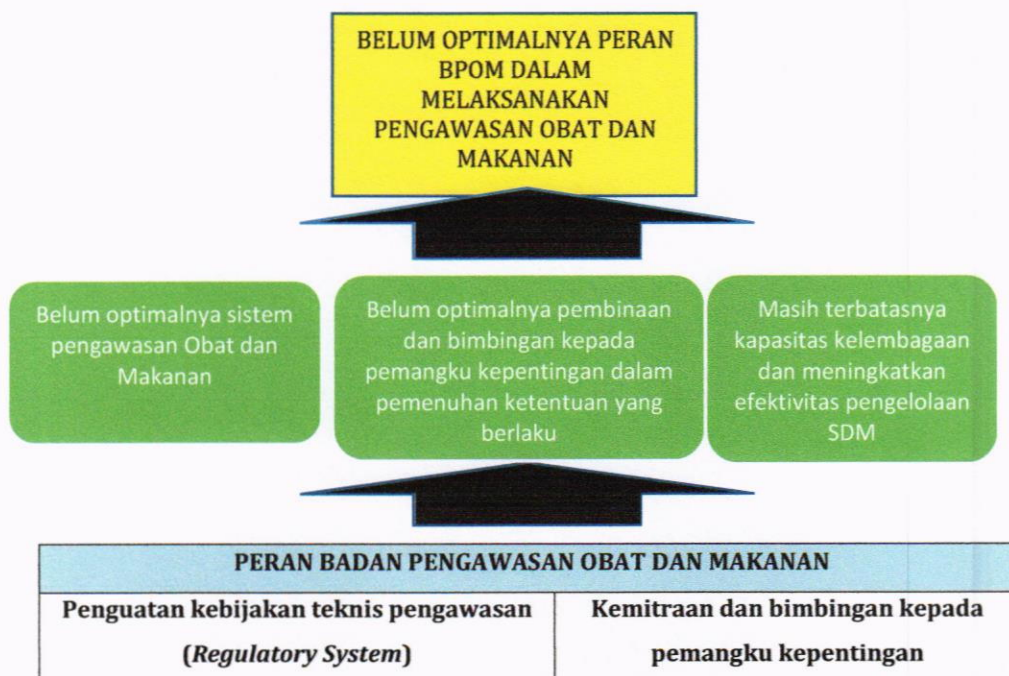 BELUM OPTIMALNYA PERAN
BPOM DALAM
MELAKSANAKAN
PENGAWASAN OBAT DAN
MAKANAN
Belum optimalnya sistem
pengawasan Obat dan
Makanan
Belum optimalnya pembinaan
dan bimbingan kepada
pemangku kepentingan dalam
pemenuhan ketentuan yang
berlaku
Masih terbatasnya
kapasitas kelembagaan
dan meningkatkan
efektivitas pengelolaan
SDM
PERAN BADAN PENGAWASAN OBAT DAN MAKANAN
Penguatan kebijakan teknis pengawasan
(Regulatory System)
Kemitraan dan bimbingan kepada
pemangku kepentingan